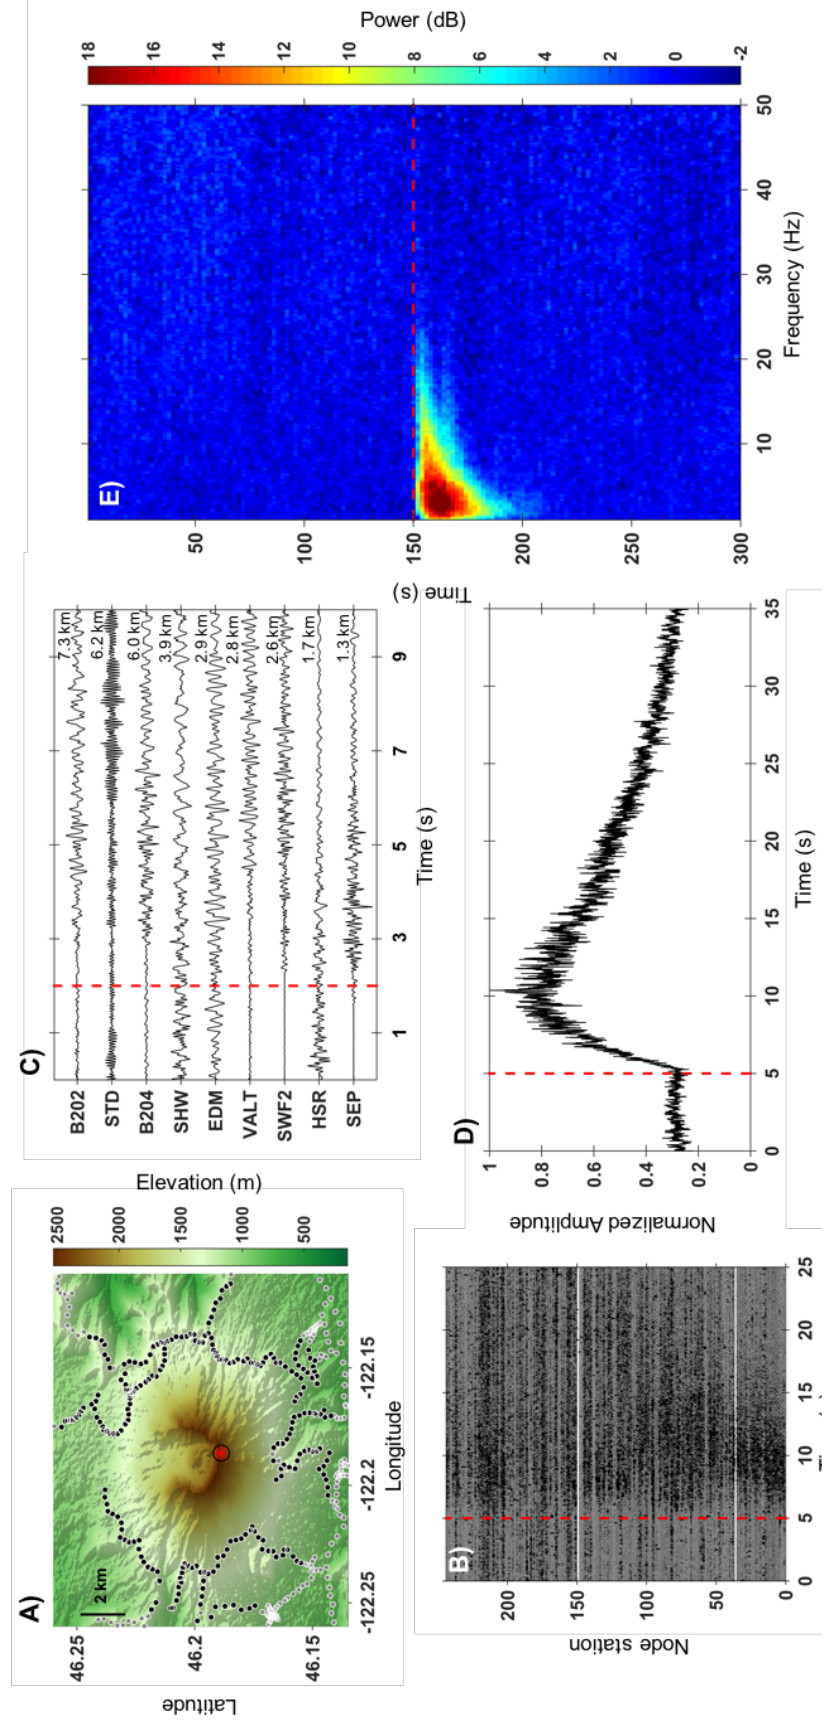 A)
2 km
Latitude
46.25
46.2
46.15
-122.25
-122.2
-122.15
Longitude
Elevation (m)
2500
2000
1500
1000
500
B)
Node station
200
150
100
50
0
0
5
10
15
20
25
C)
B202
STD
B204
SHW
EDM
VALT
SWF2
HSR
SEP
7.3 km
6.2 km
6.0 km
3.9 km
2.9 km
2.8 km
2.6 km
1.7 km
1.3 km
1
3
5
7
9
Time (s)
D)
Normalized Amplitude
1
0.8
0.6
0.4
0.2
0
0
5
10
15
20
25
30
35
Time (s)
E)
Time (s)
50
100
150
200
250
300
10
20
30
40
50
Frequency (Hz)
Power (dB)
18
16
14
12
10
8
6
4
2
0
-2